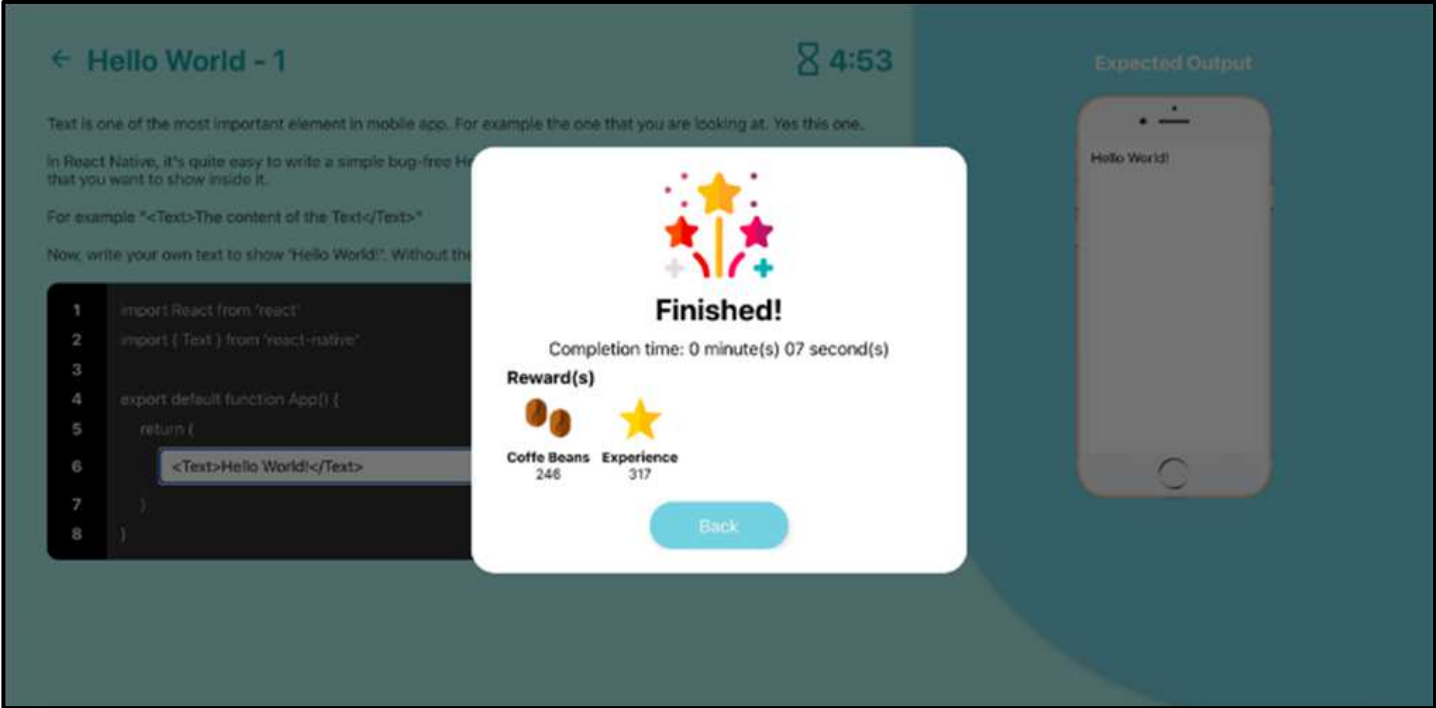 ← Hello World - 1
4:53
Expected Output
Text is one of the most important element in mobile app. For example the one that you are looking at. Yes this one.
In React Native, it's quite easy to write a simple bug-free He
that you want to show inside it.
For example "<Text>The content of the Text</Text>"
Now, write your own text to show "Hello World!". Without the
1 import React from 'react'
2 import { Text } from 'react-native'
3
4 export default function App() {
5 return (
6 <Text>Hello World!</Text>
7 )
8 }
Finished!
Completion time: 0 minute(s) 07 second(s)
Reward(s)
Coffe Beans Experience
246 317
Back
Hello World!